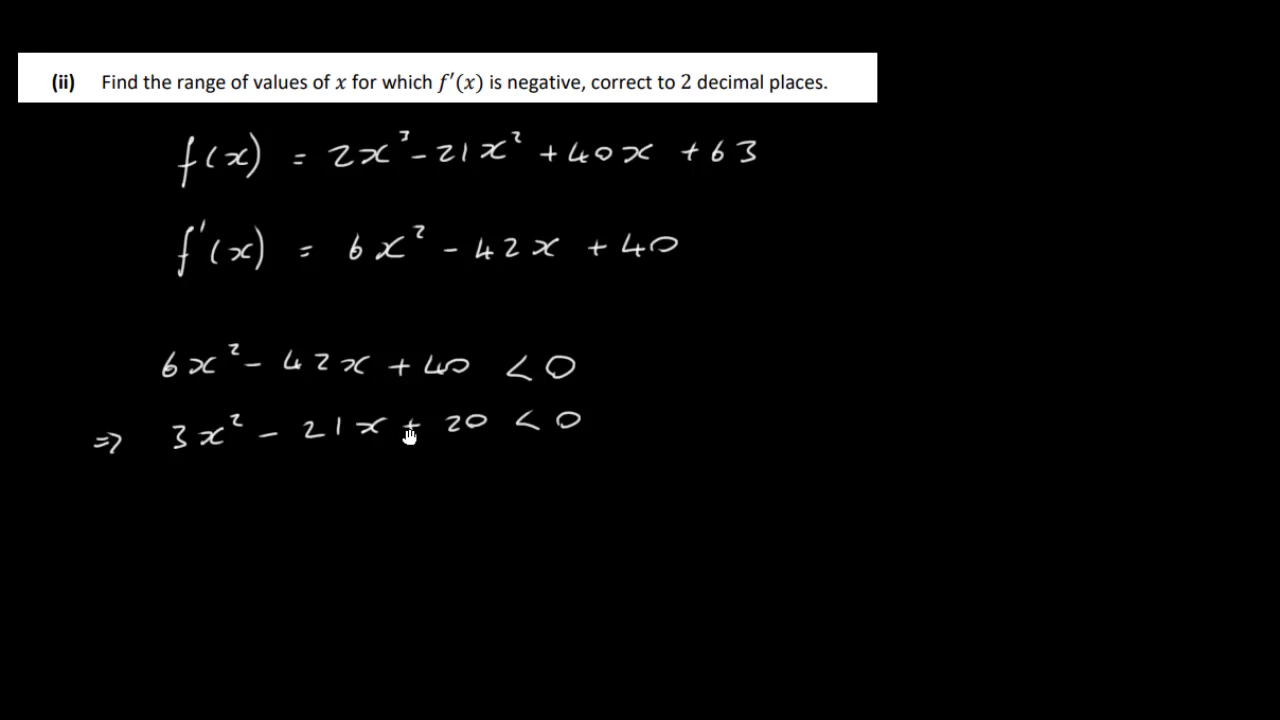 (ii) Find the range of values of x for which f′(x) is negative, correct to 2 decimal places.
f(x) = 2x³ - 21x² + 40x + 63
f'(x) = 6x² - 42x + 40
6x² - 42x + 40 < 0
⇒ 3x² - 21x + 20 < 0